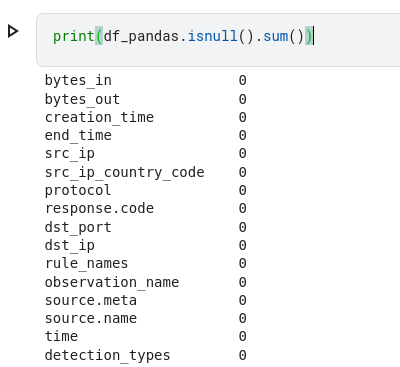 print(df_pandas.isnull().sum())
bytes_in 0
bytes_out 0
creation_time 0
end_time 0
src_ip 0
src_ip_country_code 0
protocol 0
response.code 0
dst_port 0
dst_ip 0
rule_names 0
observation_name 0
source.meta 0
source.name 0
time 0
detection_types 0